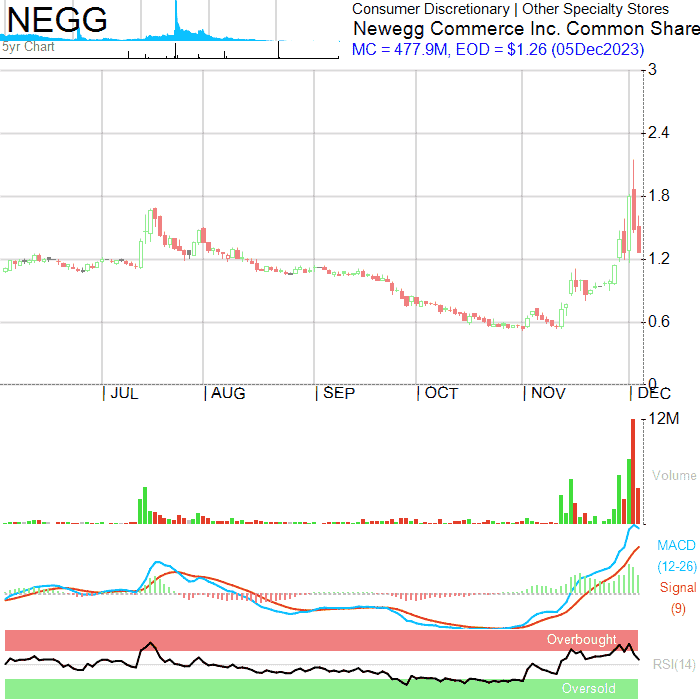 NEGG
5yr Chart
Consumer Discretionary | Other Specialty Stores
Newegg Commerce Inc. Common Share
MC = 477.9M, EOD = $1.26 (05Dec2023)
3
2.4
1.8
1.2
0.6
0
| JUL | AUG | SEP | OCT | NOV | DEC
12M
Volume
MACD
(12-26)
Signal
(9)
Overbought
RSI(14)
Oversold